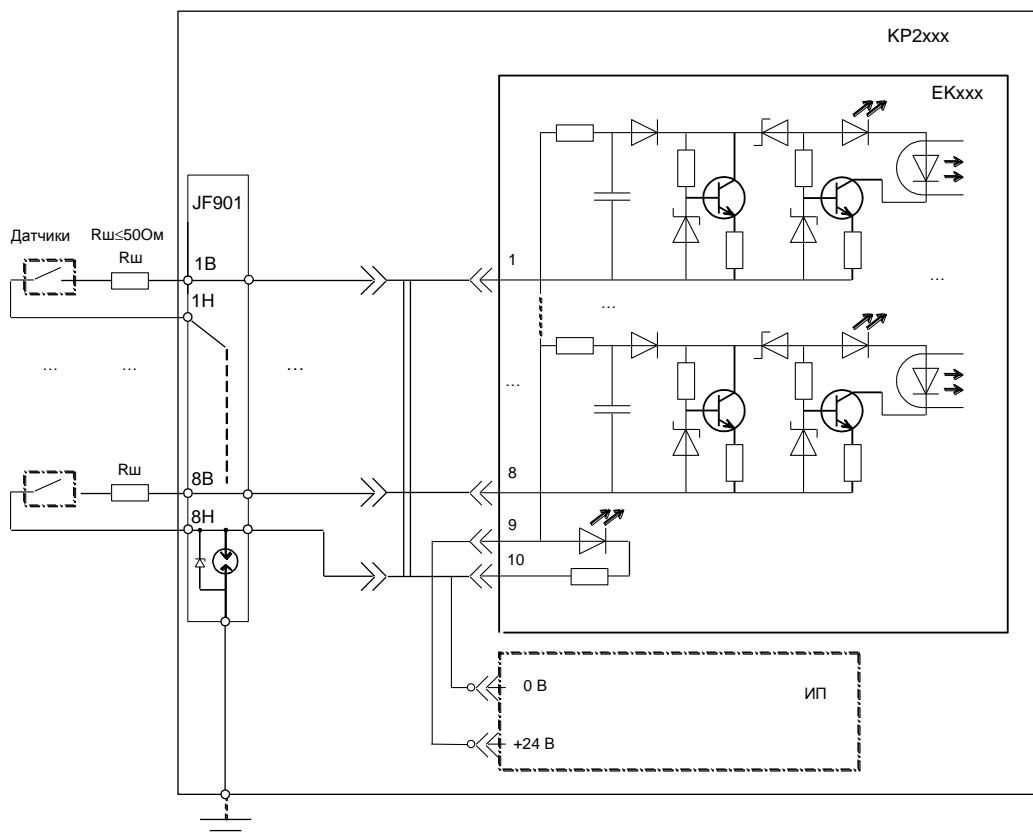 KP2xxx
EKxxx
JF901
Датчики
Rш≤50Ом
Rш
1В
1Н
1
...
...
...
...
...
...
...
Rш
8В
8
8Н
9
10
0 В
ИП
+24 В